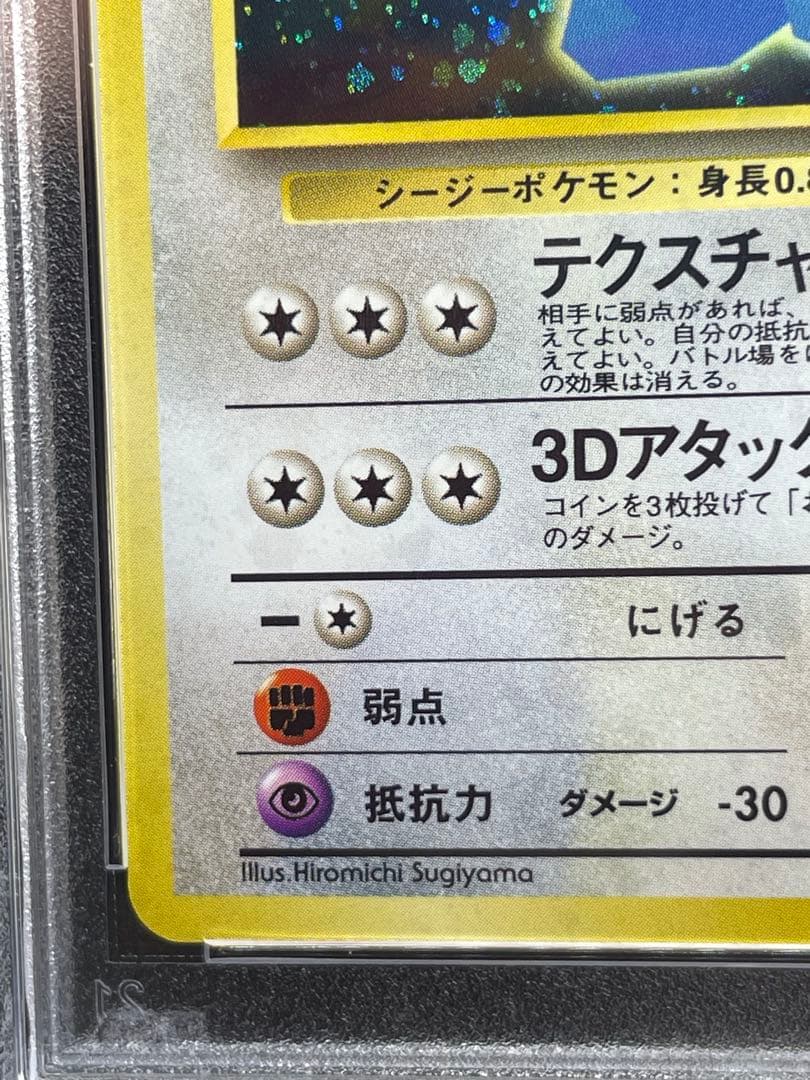 シージーポケモン : 身長0.8
テクスチャ
相手に弱点があれば、
えてよい。自分の抵抗
えてよい。バトル場を
の効果は消える。
3Dアタック
コインを3枚投げて「
のダメージ。
ー にげる
弱点
抵抗力 ダメージ -30
Illus.Hiromichi Sugiyama